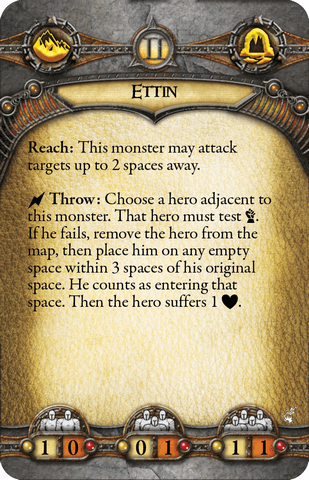 II
Ettin
Reach: This monster may attack
targets up to 2 spaces away.
Throw: Choose a hero adjacent to
this monster. That hero must test .
If he fails, remove the hero from the
map, then place him on any empty
space within 3 spaces of his original
space. He counts as entering that
space. Then the hero suffers 1 .
1 0 0 1 1 1